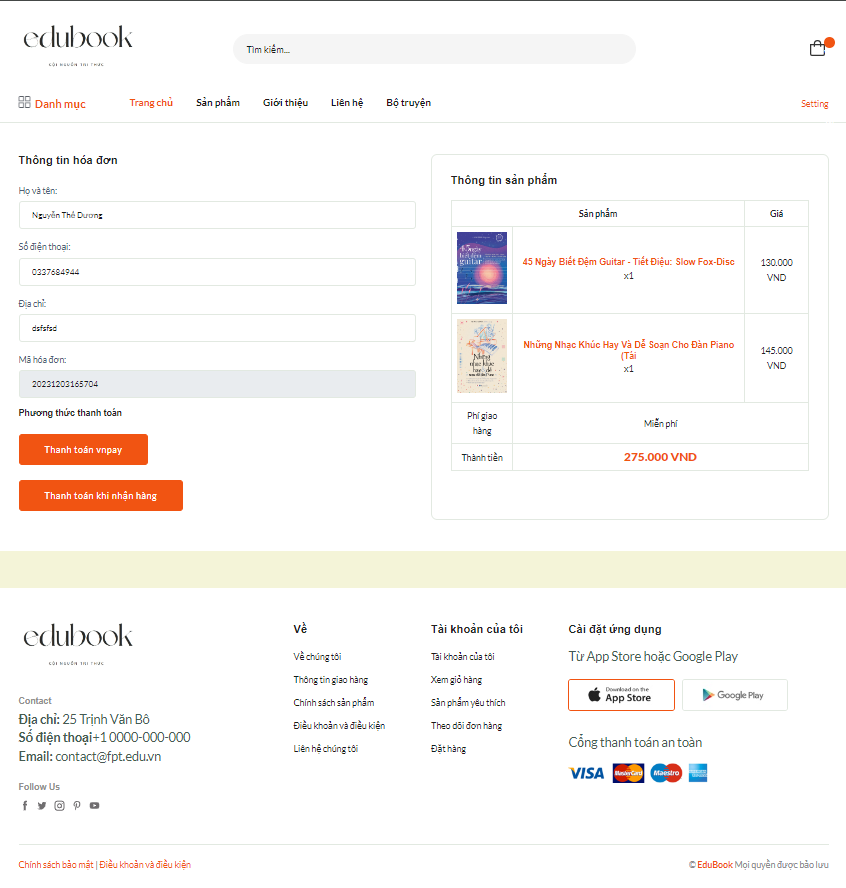 edubook
CỘI NGUỒN TRI THỨC
Tìm kiếm...
Danh mục
Trang chủ
Sản phẩm
Giới thiệu
Liên hệ
Bộ truyện
Setting
Thông tin hóa đơn
Họ và tên:
Nguyễn Thế Dương
Số điện thoại:
0337684944
Địa chỉ:
dsfsfsd
Mã hóa đơn:
20231203165704
Phương thức thanh toán
Thanh toán vnpay
Thanh toán khi nhận hàng
Thông tin sản phẩm
Sản phẩm
Giá
45 Ngày Biết Đệm Guitar - Tiết Điệu: Slow Fox-Disc
x1
130.000
VND
Những Nhạc Khúc Hay Và Dễ Soạn Cho Đàn Piano
(Tái
x1
145.000
VND
Phí giao
hàng
Miễn phí
Thành tiền
275.000 VND
edubook
CỘI NGUỒN TRI THỨC
Contact
Địa chỉ: 25 Trịnh Văn Bô
Số điện thoại+1 0000-000-000
Email: contact@fpt.edu.vn
Follow Us
Về
Về chúng tôi
Thông tin giao hàng
Chính sách sản phẩm
Điều khoản và điều kiện
Liên hệ chúng tôi
Tài khoản của tôi
Tài khoản của tôi
Xem giỏ hàng
Sản phẩm yêu thích
Theo dõi đơn hàng
Đặt hàng
Cài đặt ứng dụng
Từ App Store hoặc Google Play
Download on the
App Store
Google Play
Cổng thanh toán an toàn
VISA
MasterCard
Maestro
Chính sách bảo mật | Điều khoản và điều kiện
© EduBook Mọi quyền được bảo lưu